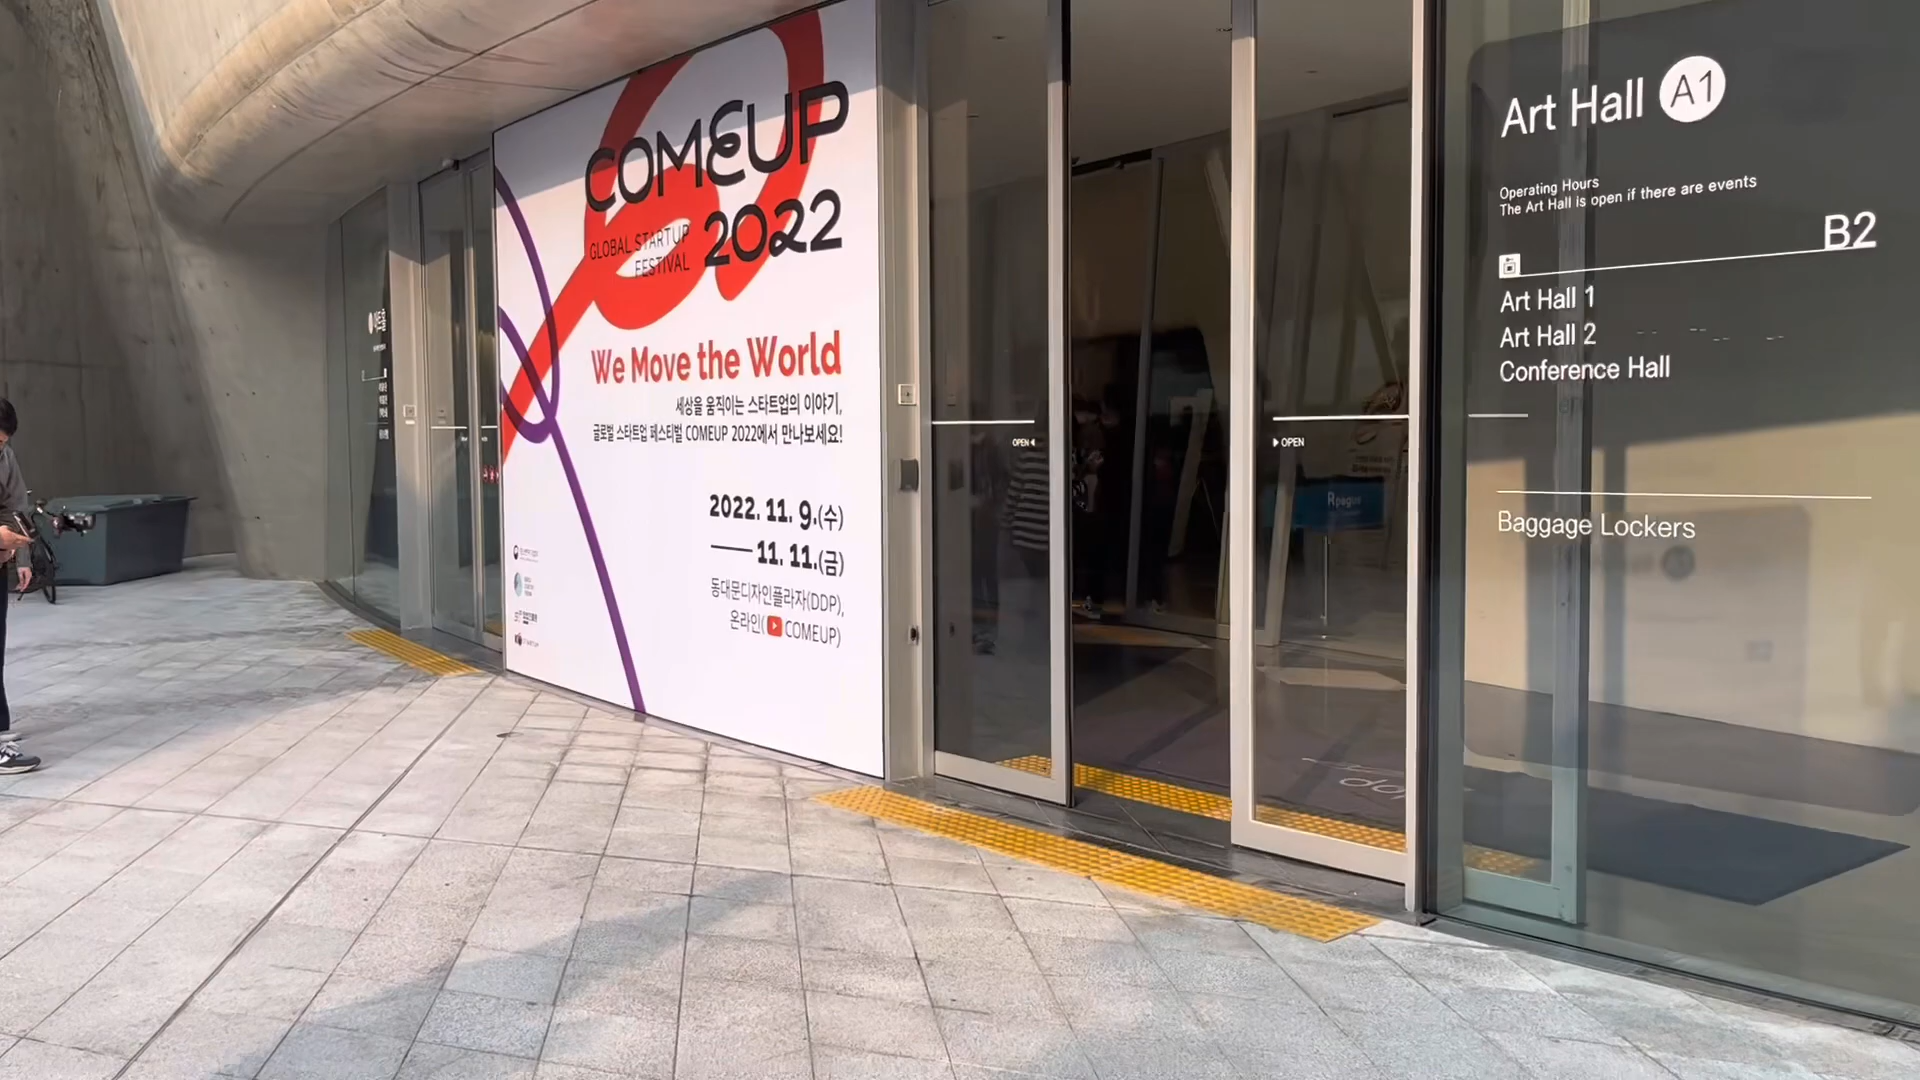 COMEUP
2022
GLOBAL STARTUP
FESTIVAL
We Move the World
세상을 움직이는 스타트업의 이야기,
글로벌 스타트업 페스티벌 COMEUP 2022에서 만나보세요!
2022. 11. 9.(수)
11. 11.(금)
동대문디자인플라자(DDP),
온라인( COMEUP)
OPEN
OPEN
Art Hall A1
Operating Hours
The Art Hall is open if there are events
B2
Art Hall 1
Art Hall 2
Conference Hall
Baggage Lockers